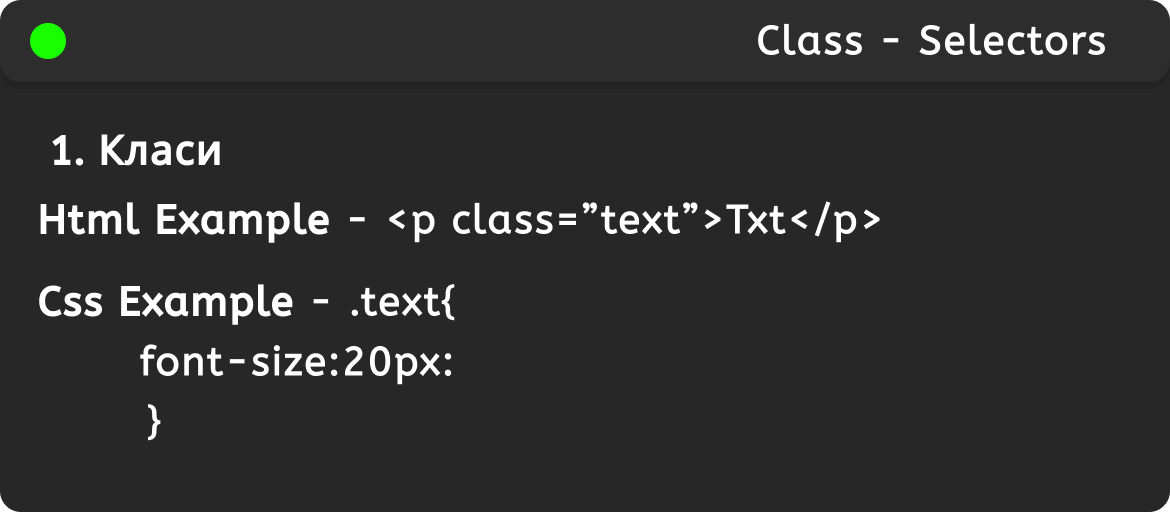 Class - Selectors
1. Класи
Html Example - <p class=”text”>Txt</p>
Css Example - .text{
font-size:20px:
}